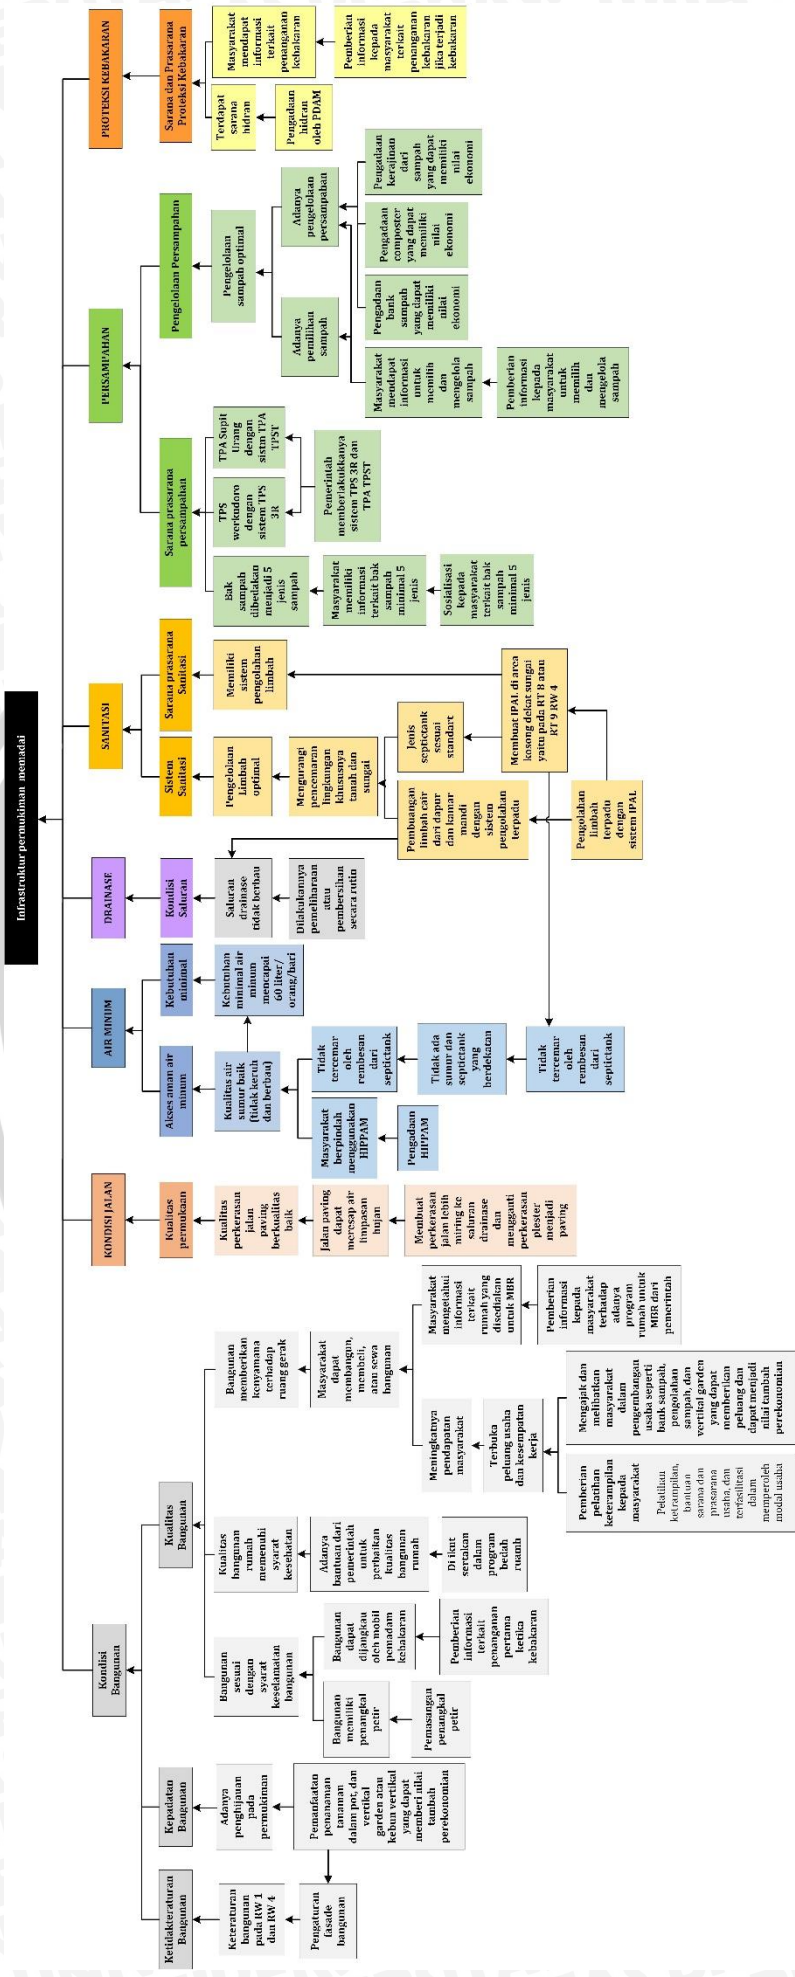 Infrastruktur permukiman memadai
Kondisi
Bangunan
KONDISI JALAN
AIR MINUM
DRAINASE
SANITASI
PERSAMPAHAN
PROTEKSI KEBAKARAN
Ketidakteraturan
Bangunan
Kepadatan
Bangunan
Kualitas
Bangunan
Kualitas
permukaan
Akses aman air
minum
Kebutuhan
minimal
Kondisi
Saluran
Sistem
Sanitasi
Sarana prasarana
Sanitasi
Sarana prasarana
persampahan
Pengelolaan Persampahan
Sarana dan Prasarana
Proteksi Kebakaran
Keteraturan
bangunan
pada RW 1
dan RW 4
Pengaturan
fasade
bangunan
Adanya
penghijauan
pada
permukiman
Pemanfaatan
penanaman
tanaman
dalam pot, dan
vertikal
garden atau
kebun vertikal
yang dapat
memberi nilai
tambah
perekonomian
Bangunan
sesuai
dengan
syarat
keselamatan
bangunan
Bangunan
memiliki
penangkal
petir
Pemasangan
penangkal
petir
Bangunan
dapat
dijangkau
oleh mobil
pemadam
kebakaran
Pemberian
informasi
terkait
penanganan
pertama
ketika
kebakaran
Kualitas
bangunan
rumah
memenuhi
syarat
kesehatan
Adanya
bantuan dari
pemerintah
untuk
perbaikan
kualitas
bangunan
rumah
Di ikut
sertakan
dalam
program
bedah
ruamh
Bangunan
memberikan
kenyamana
terhadap
ruang gerak
Masyarakat
dapat
membangun,
membeli,
atau sewa
bangunan
Meningkatnya
pendapatan
masyarakat
Terbuka
peluang usaha
dan kesempatan
kerja
Pemberian
pelatihan
keterampilan
kepada
masyarakat
Pelatihan
ketrampilan,
bantuan
sarana dan
prasarana
usaha, dan
terfasilitasi
dalam
memperoleh
modal usaha
Mengajak dan
melibatkan
masyarakat
dalam
pengembangan
usaha seperti
bank sampah,
pengolahan
sampah, dan
vertikal garden
yang dapat
memberikan
peluang dan
dapat menjadi
nilai tambah
perekonomian
Masyarakat
mengetahui
informasi
terkait
rumah yang
disediakan
untuk MBR
Pemberian
informasi
kepada
masyarakat
terhadap
adanya
program
rumah untuk
MBR dari
pemerintah
Kualitas
perkerasan
jalan
paving
berkualitas
baik
Jalan paving
dapat
meresap air
limpasan
hujan
Membuat
perkerasan
jalan lebih
miring ke
saluran
drainase
dan
mengganti
perkerasan
plester
menjadi
paving
Kualitas air
sumur baik
(tidak keruh
dan berbau)
Masyarakat
berpindah
menggunakan
HIPPAM
Pengadaan
HIPPAM
Tidak
tercemar
oleh
rembesan
dari
septictank
Tidak ada
sumur dan
septictank
yang
berdekatan
Tidak
tercemar
oleh
rembesan
dari
septictank
Kebutuhan
minimal air
minum
mencapai
60 liter/
orang/hari
Saluran
drainase
tidak berbau
Dilakukannya
pemeliharaan
atau
pembersihan
secara rutin
Pengelolaan
Limbah
optimal
Mengurangi
pencemaran
lingkungan
khususnya
tanah dan
sungai
Pembuangan
limbah cair
dari dapur
dan kamar
mandi
dengan
sistem
pengolahan
terpadu
Jenis
septictank
sesuai
standart
Pengolahan
limbah
terpadu
dengan
sistem IPAL
Membuat IPAL di area
kosong dekat sungai
yaitu pada RT 8 atau
RT 9 RW 4
Memiliki
sistem
pengolahan
limbah
Bak
sampah
dibedakan
menjadi 5
jenis
sampah
Masyarakat
memiliki
informasi
terkait bak
sampah
minimal 5
jenis
Sosialisasi
kepada
masyarakat
terkait bak
sampah
minimal 5
jenis
TPS
werkudoro
dengan
sistem TPS
3R
TPA Supit
Urang
dengan
sistm TPA
TPST
Pemerintah
memberlakukkanya
sistem TPS 3R dan
TPA TPST
Pengelolaan
sampah optimal
Adanya
pemilihan
sampah
Adanya
pengelolaan
persampahan
Masyarakat
mendapat
informasi
untuk
memilih
dan
mengelola
sampah
Pemberian
informasi
kepada
masyarakat
untuk
memilih
dan
mengelola
sampah
Pengadaan
bank
sampah
yang dapat
memiliki
nilai
ekonomi
Pengadaan
composter
yang dapat
memiliki
nilai
ekonomi
Pengadaan
kerajinan
dari
sampah
yang dapat
memiliki
nilai
ekonomi
Terdapat
sarana
hidran
Pengadaan
hidran
oleh PDAM
Masyarakat
mendapat
informasi
terkait
penanganan
kebakaran
Pemberian
informasi
kepada
masyarakat
terkait
penanganan
kebakaran
jika terjadi
kebakaran